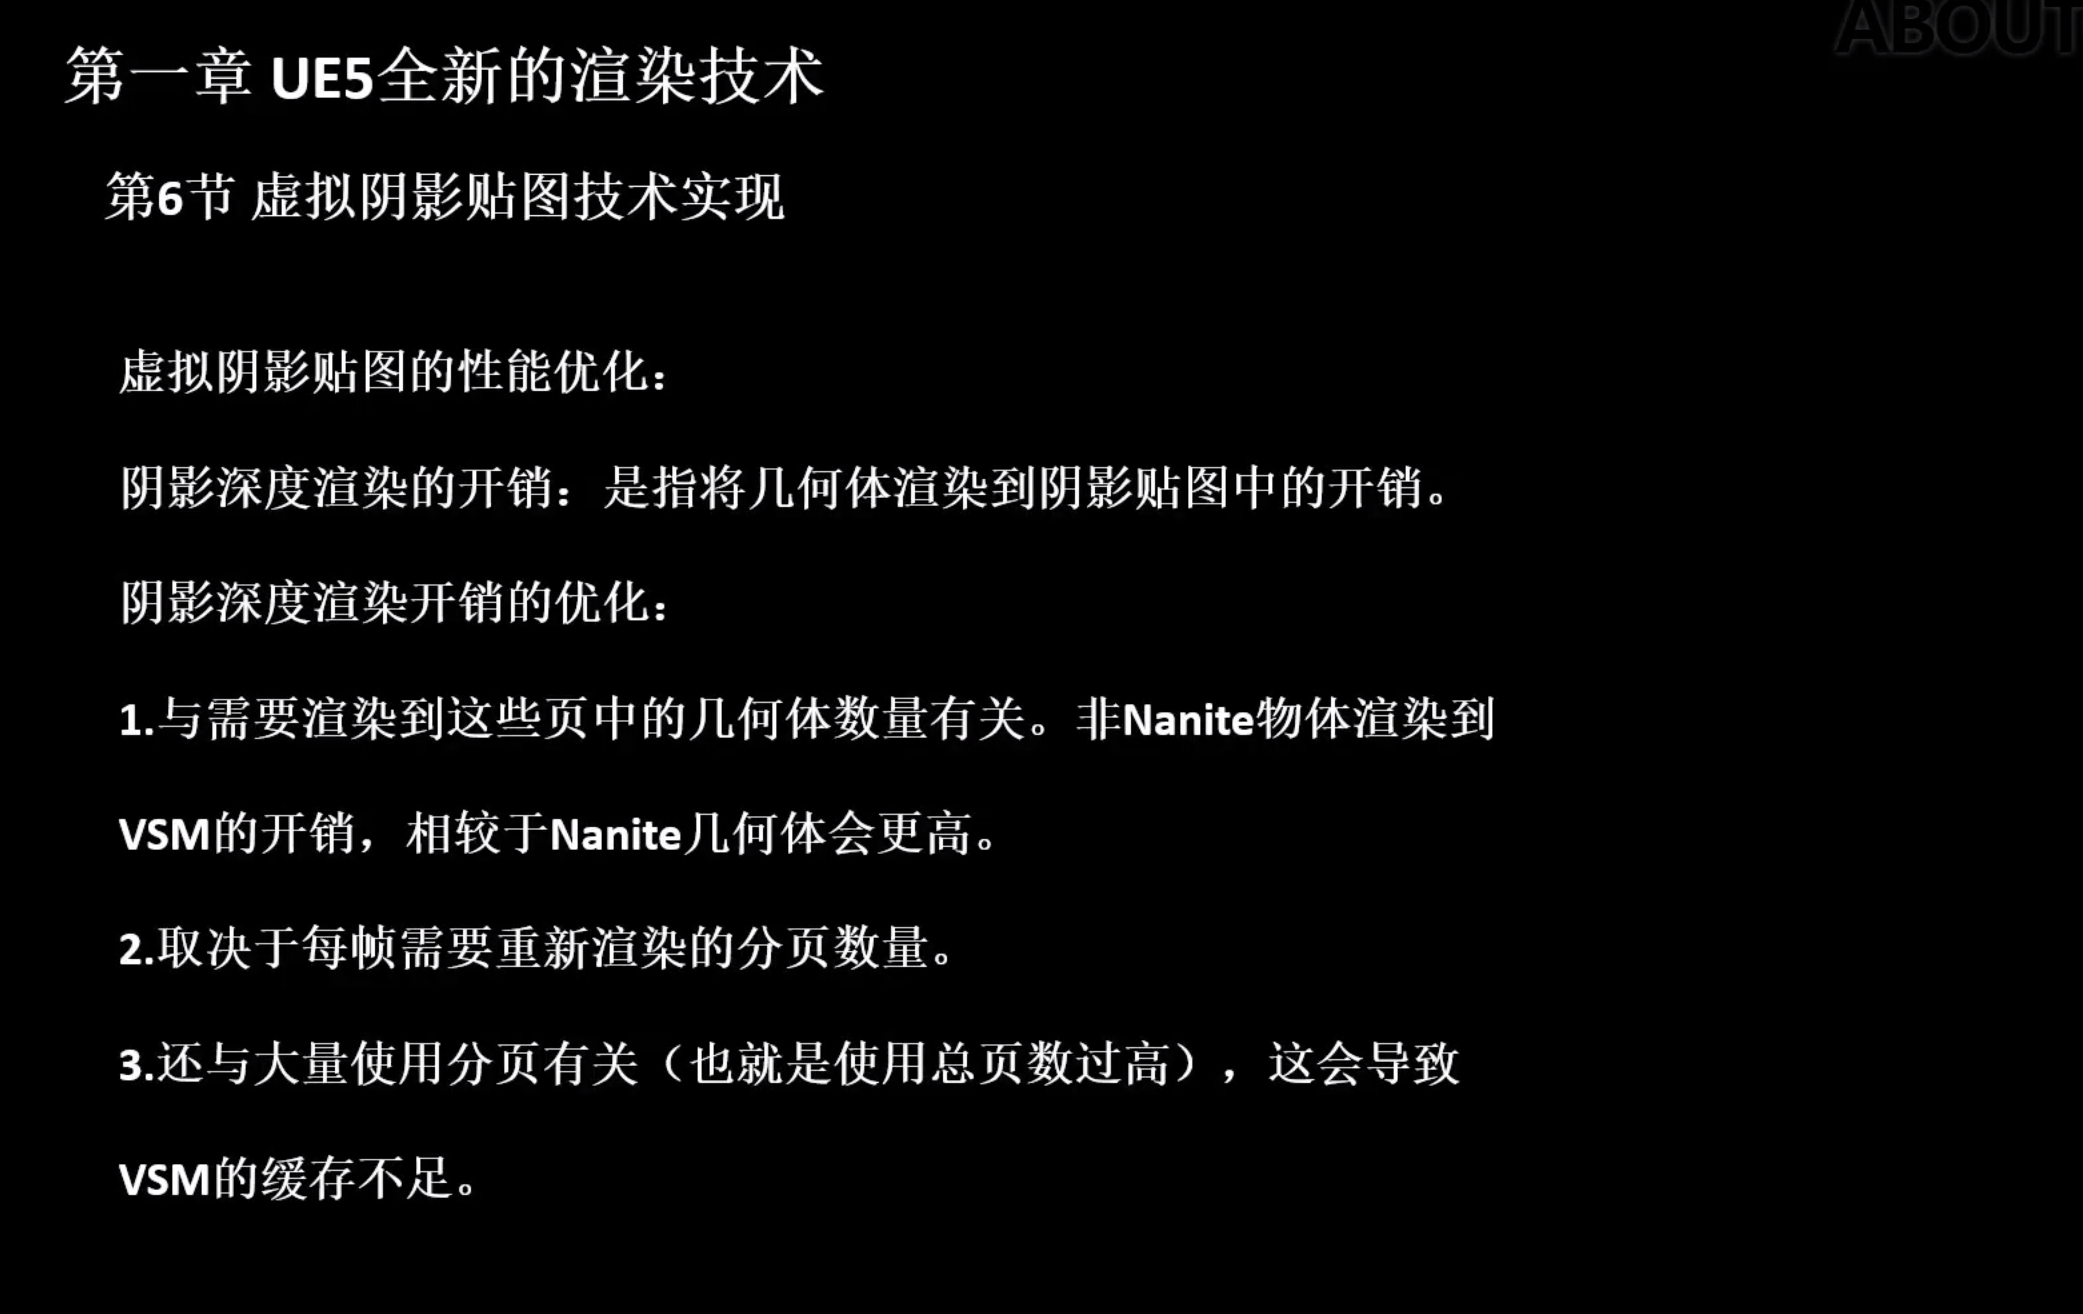 ABOUT
第一章 UE5全新的渲染技术
第6节 虚拟阴影贴图技术实现
虚拟阴影贴图的性能优化：
阴影深度渲染的开销：是指将几何体渲染到阴影贴图中的开销。
阴影深度渲染开销的优化：
1.与需要渲染到这些页中的几何体数量有关。非Nanite物体渲染到
VSM的开销，相较于Nanite几何体会更高。
2.取决于每帧需要重新渲染的分页数量。
3.还与大量使用分页有关（也就是使用总页数过高），这会导致
VSM的缓存不足。